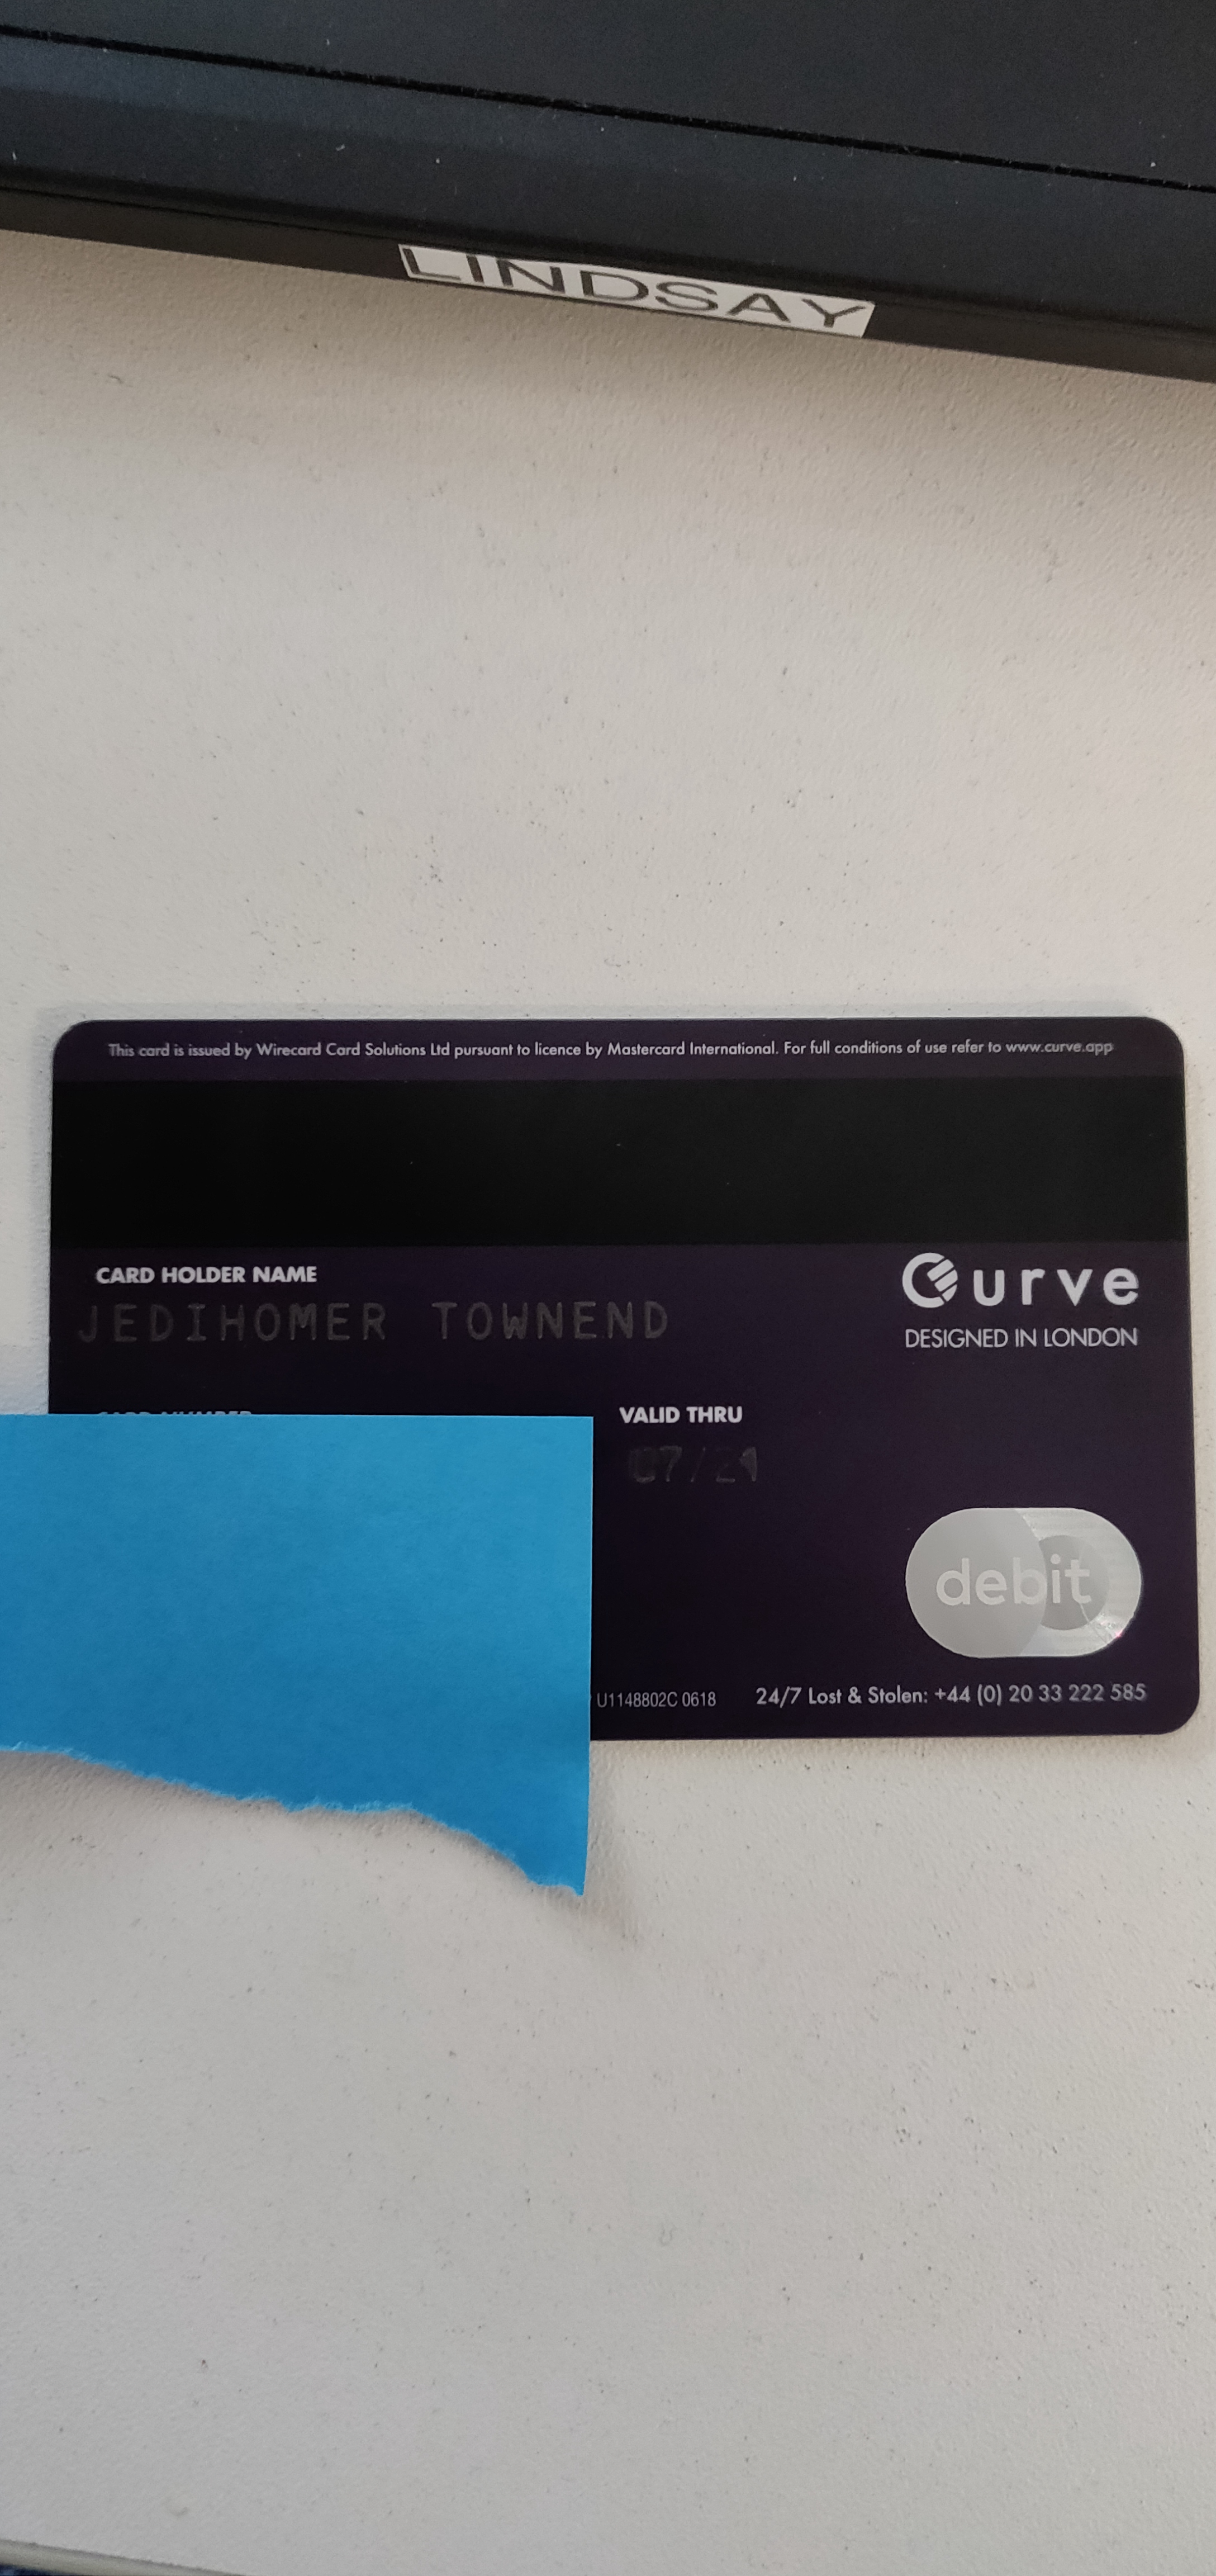 LINDSAY
This card is issued by Wirecard Card Solutions Ltd pursuant to licence by Mastercard International. For full conditions of use refer to www.curve.app
CARD HOLDER NAME
Curve
JEDIHOMER TOWNEND
DESIGNED IN LONDON
VALID THRU
07/21
debit
U1148802C 0618
24/7 Lost & Stolen: +44 (0) 20 33 222 585